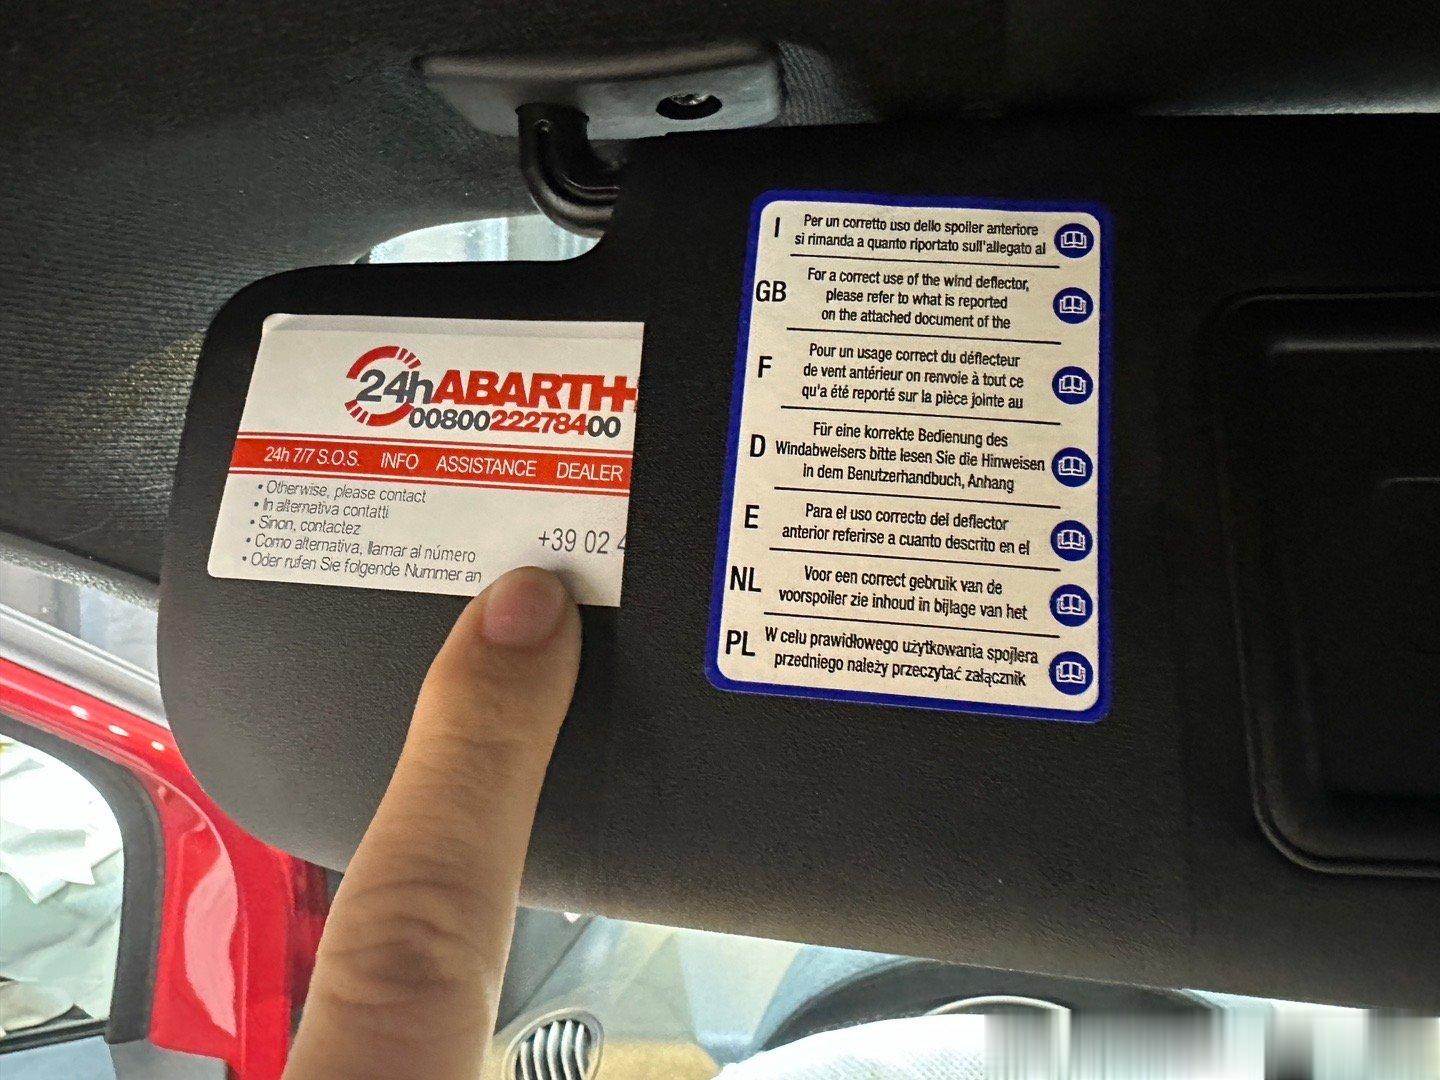 24hABARTH+
0080022278400
24h 7/7 S.O.S. INFO ASSISTANCE DEALER
• Otherwise, please contact
• In alternativa contatti
• Sinon, contactez
• Como alternativa, llamar al número
• Oder rufen Sie folgende Nummer an
+39 02 4
I
Per un corretto uso dello spoiler anteriore
si rimanda a quanto riportato sull'allegato al
GB
For a correct use of the wind deflector,
please refer to what is reported
on the attached document of the
F
Pour un usage correct du déflecteur
de vent antérieur on renvoie à tout ce
qu'a été reporté sur la pièce jointe au
D
Für eine korrekte Bedienung des
Windabweisers bitte lesen Sie die Hinweisen
in dem Benutzerhandbuch, Anhang
E
Para el uso correcto del deflector
anterior referirse a cuanto descrito en el
NL
Voor een correct gebruik van de
voorspoiler zie inhoud in bijlage van het
PL
W celu prawidłowego użytkowania spojlera
przedniego należy przeczytać załącznik